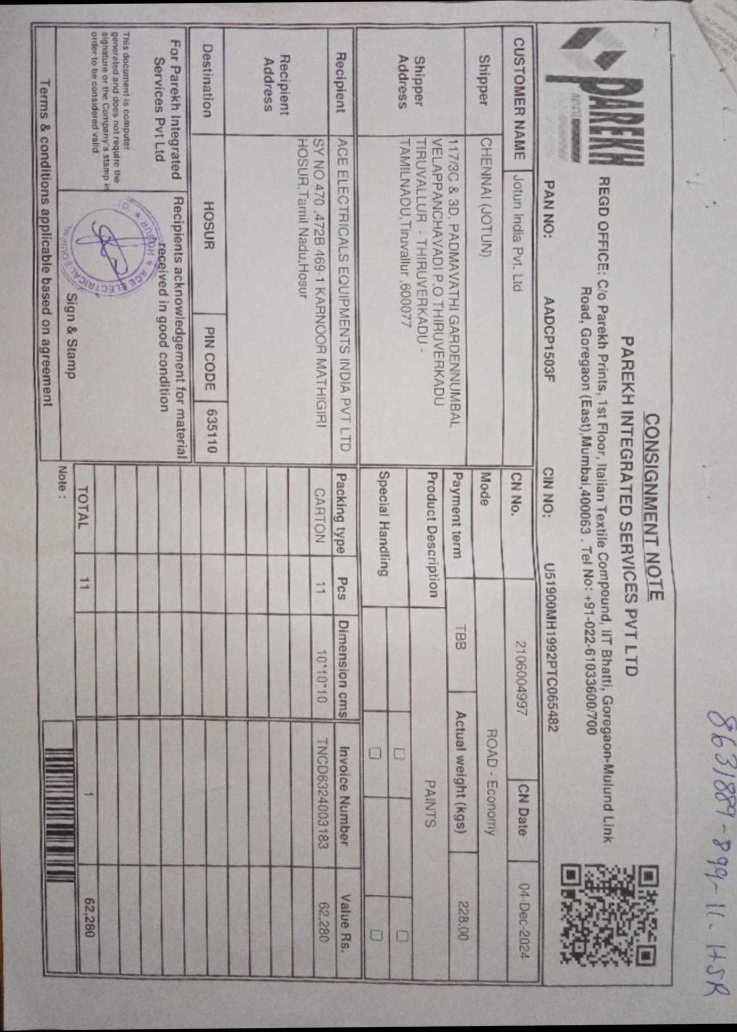 8631889-899-11-HSR
PAREKH
CONSIGNMENT NOTE
PAREKH INTEGRATED SERVICES PVT LTD
REGD OFFICE: C/o Parekh Prints, 1st Floor, Italian Textile Compound, IIT Bhatti, Goregaon-Mulund Link
Road, Goregaon (East),Mumbai,400063 . Tel No: +91-022-61033600/700
PAN NO: AADCP1503F CIN NO: U51900MH1992PTC065482
CUSTOMER NAME Jotun India Pvt. Ltd
CN No. 2106004997 CN Date 04-Dec-2024
Shipper CHENNAI (JOTUN)
Mode ROAD - Economy
Shipper
Address
117/3C & 3D, PADMAVATHI GARDENNUMBAL
VELAPPANCHAVADI P.O THIRUVERKADU
TIRUVALLUR - THIRUVERKADU -
TAMILNADU,Tiruvallur ,600077
Payment term TBB Actual weight (kgs) 228.00
Product Description PAINTS
Special Handling
Recipient ACE ELECTRICALS EQUIPMENTS INDIA PVT LTD
Recipient
Address
SY NO 470 ,472B 469-1 KARNOOR MATHIGIRI
HOSUR,Tamil Nadu,Hosur
Packing type Pcs Dimension cms Invoice Number Value Rs.
CARTON 11 10*10*10 TNCD6324003183 62,280
Destination HOSUR PIN CODE 635110
For Parekh Integrated
Services Pvt Ltd
Recipients acknowledgement for material
received in good condition
This document is computer
generated and does not require the
signature or the Company's stamp in
order to be considered valid.
ACE ELECTRICAL
HOSUR
Sign & Stamp
TOTAL 11 1 62,280
Terms & conditions applicable based on agreement
Note :